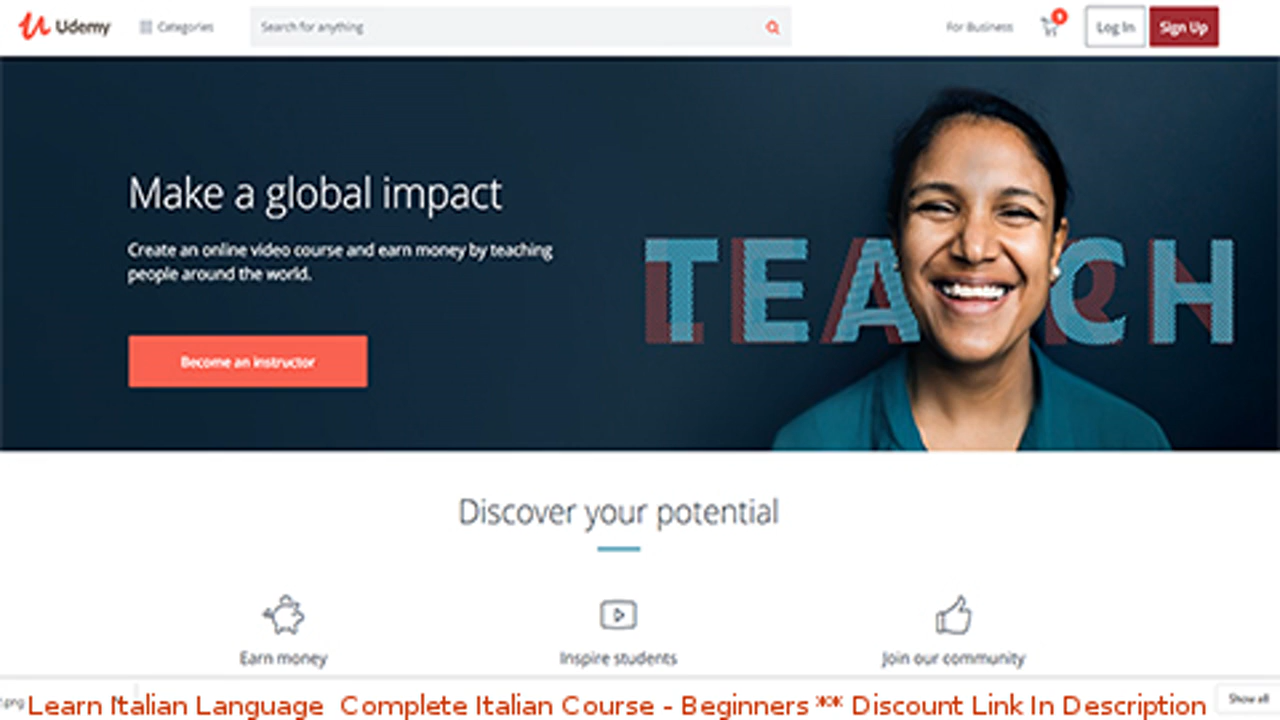 Udemy
Categories
Search for anything
For Business
Log In
Sign Up
Make a global impact
Create an online video course and earn money by teaching
people around the world.
TEACH
Become an instructor
Discover your potential
Earn money
Inspire students
Join our community
Show all
Learn Italian Language Complete Italian Course - Beginners ** Discount Link In Description